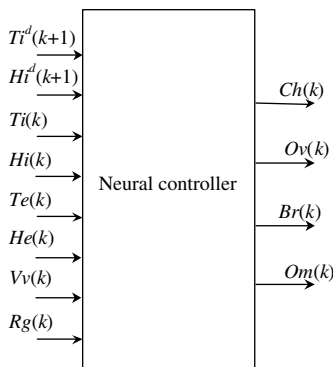 Ti^d(k+1)
Hi^d(k+1)
Ti(k)
Hi(k)
Te(k)
He(k)
Vv(k)
Rg(k)
Neural controller
Ch(k)
Ov(k)
Br(k)
Om(k)